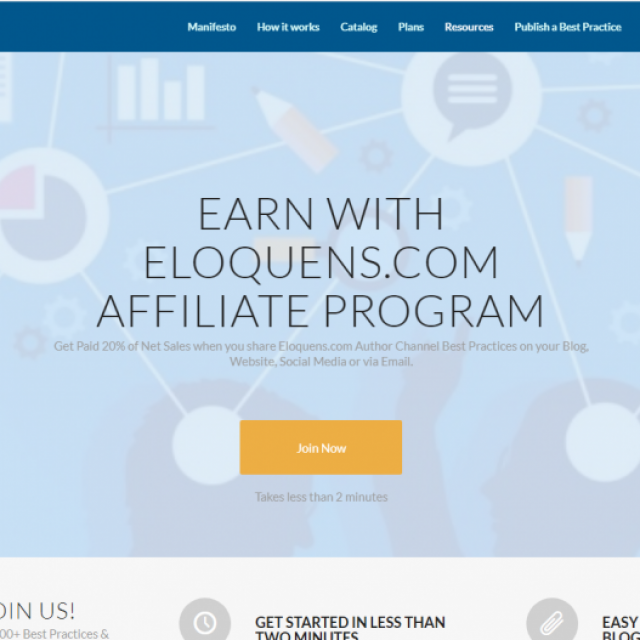 Manifesto How it works Catalog Plans Resources Publish a Best Practice
EARN WITH
ELOQUENS.COM
AFFILIATE PROGRAM
Get Paid 20% of Net Sales when you share Eloquens.com Author Channel Best Practices on your Blog,
Website, Social Media or via Email.
Join Now
Takes less than 2 minutes
OIN US!
00+ Best Practices &
GET STARTED IN LESS THAN
TWO MINUTES
EASY
BLOG